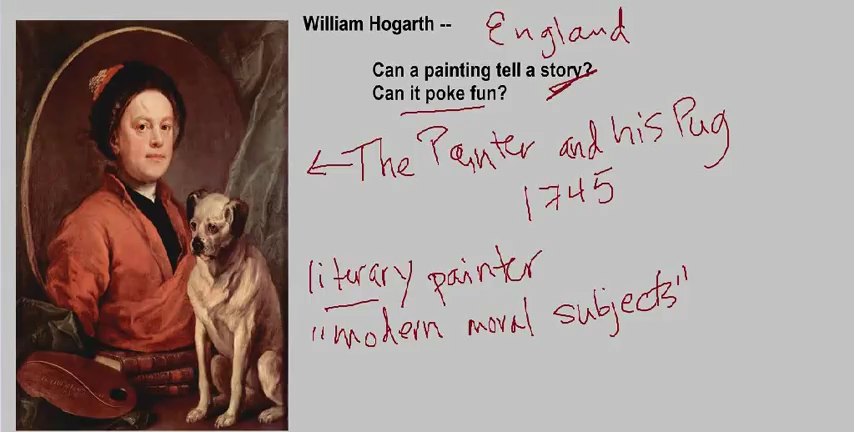 William Hogarth -- England
Can a painting tell a story?
Can it poke fun?
← The Painter and his Pug
1745
literary painter
"modern moral subjects"